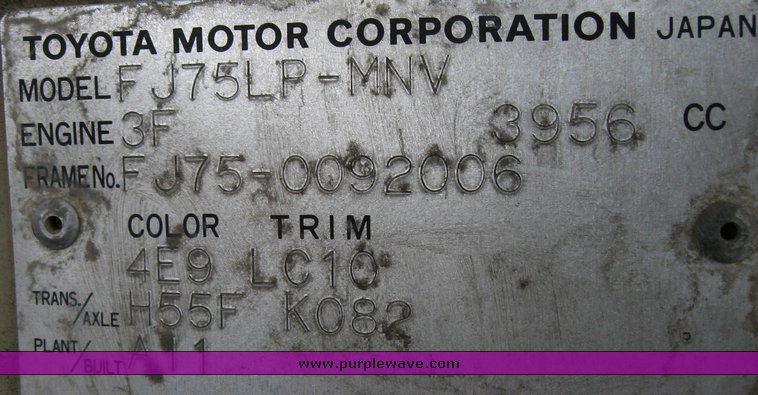 TOYOTA MOTOR CORPORATION JAPAN
MODEL FJ75LP-MNV
ENGINE 3F 3956 CC
FRAME No. FJ75-0092006
COLOR TRIM
4E9 LC10
TRANS./AXLE H55F K082
PLANT/BUILT A11
www.purplewave.com